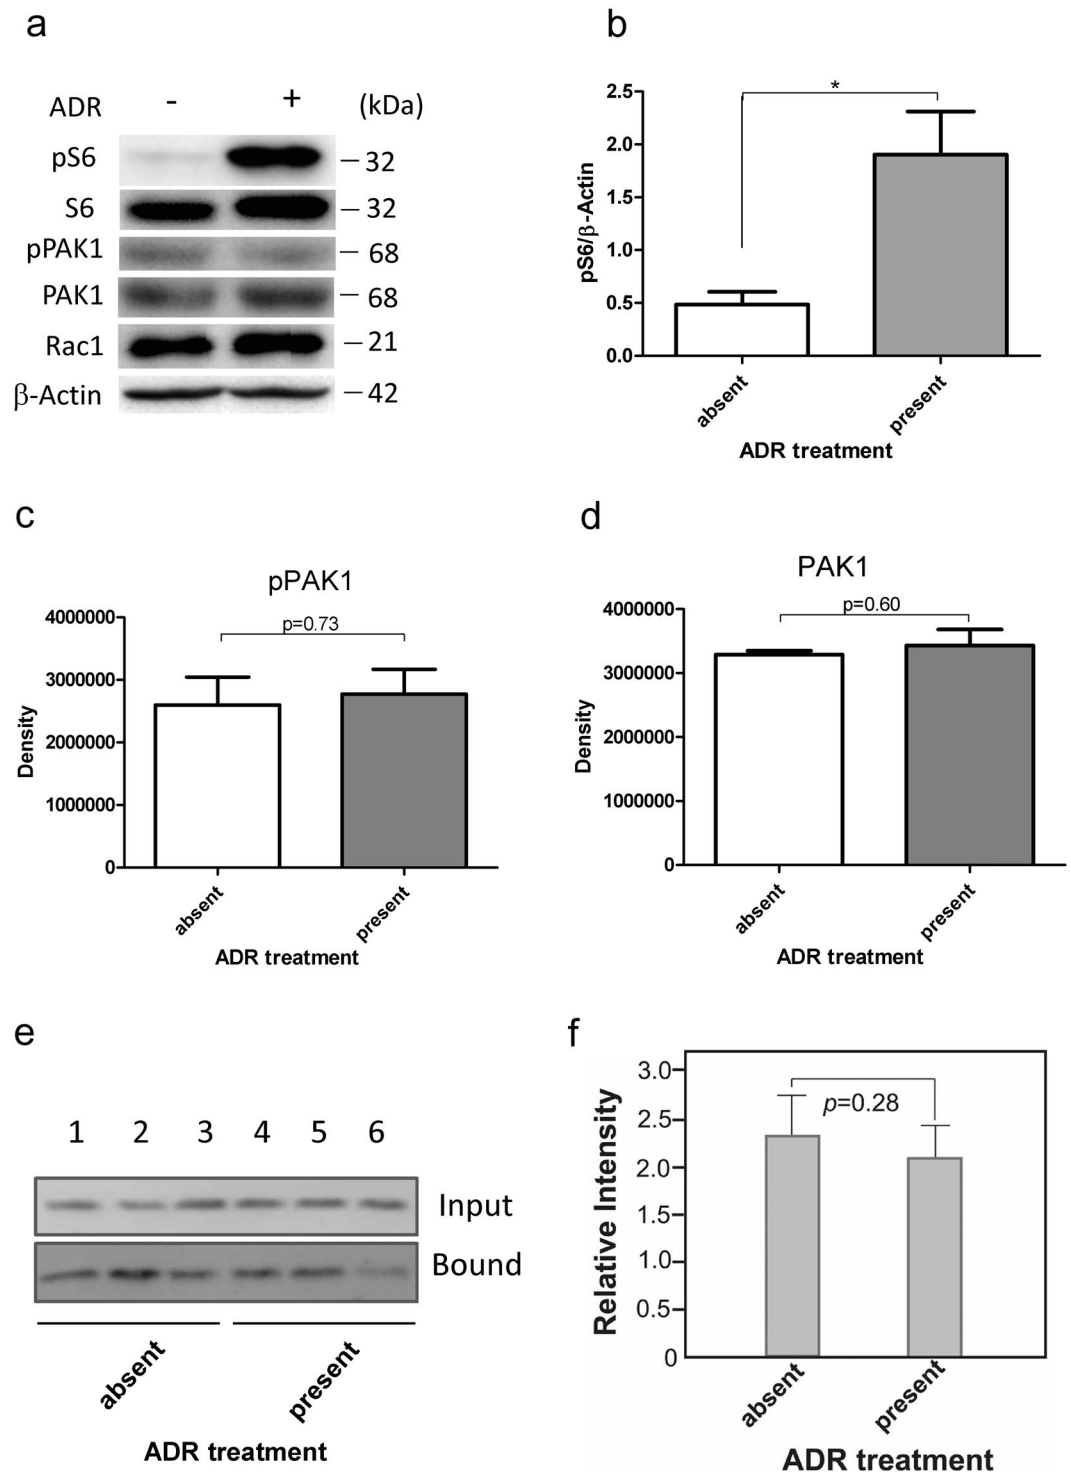 a
ADR - + (kDa)
pS6 32
S6 32
pPAK1 68
PAK1 68
Rac1 21
β-Actin 42
b
*
2.5
2.0
1.5
1.0
0.5
0.0
pS6/β-Actin
absent present
ADR treatment
c
pPAK1
p=0.73
4000000
3000000
2000000
1000000
0
Density
absent present
ADR treatment
d
PAK1
p=0.60
4000000
3000000
2000000
1000000
0
Density
absent present
ADR treatment
e
1 2 3 4 5 6
Input
Bound
absent present
ADR treatment
f
3.0
2.5
2.0
1.5
1.0
0.5
0
p=0.28
Relative Intensity
absent present
ADR treatment